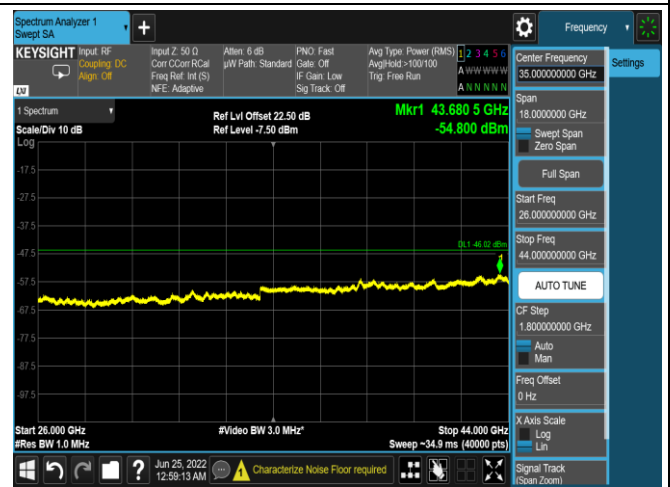 Spectrum Analyzer 1
Swept SA
Frequency
KEYSIGHT
Input: RF
Coupling: DC
Align: Off
Input Z: 50 Ω
Corr CCorr RCal
Freq Ref: Int (S)
NFE: Adaptive
Atten: 6 dB
µW Path: Standard
PNO: Fast
Gate: Off
IF Gain: Low
Sig Track: Off
Avg Type: Power (RMS)
Avg|Hold:>100/100
Trig: Free Run
1 2 3 4 5 6
A W W W W W
A N N N N N
LXI
1 Spectrum
Scale/Div 10 dB
Ref Lvl Offset 22.50 dB
Ref Level -7.50 dBm
Mkr1 43.680 5 GHz
-54.800 dBm
Log
-17.5
-27.5
-37.5
-47.5
-57.5
-67.5
-77.5
-87.5
-97.5
DL1 -46.02 dBm
1
Start 26.000 GHz
#Res BW 1.0 MHz
#Video BW 3.0 MHz*
Stop 44.000 GHz
Sweep ~34.9 ms (40000 pts)
Jun 25, 2022
12:59:13 AM
Characterize Noise Floor required
Center Frequency
35.000000000 GHz
Settings
Span
18.0000000 GHz
Swept Span
Zero Span
Full Span
Start Freq
26.000000000 GHz
Stop Freq
44.000000000 GHz
AUTO TUNE
CF Step
1.800000000 GHz
Auto
Man
Freq Offset
0 Hz
X Axis Scale
Log
Lin
Signal Track
(Span Zoom)